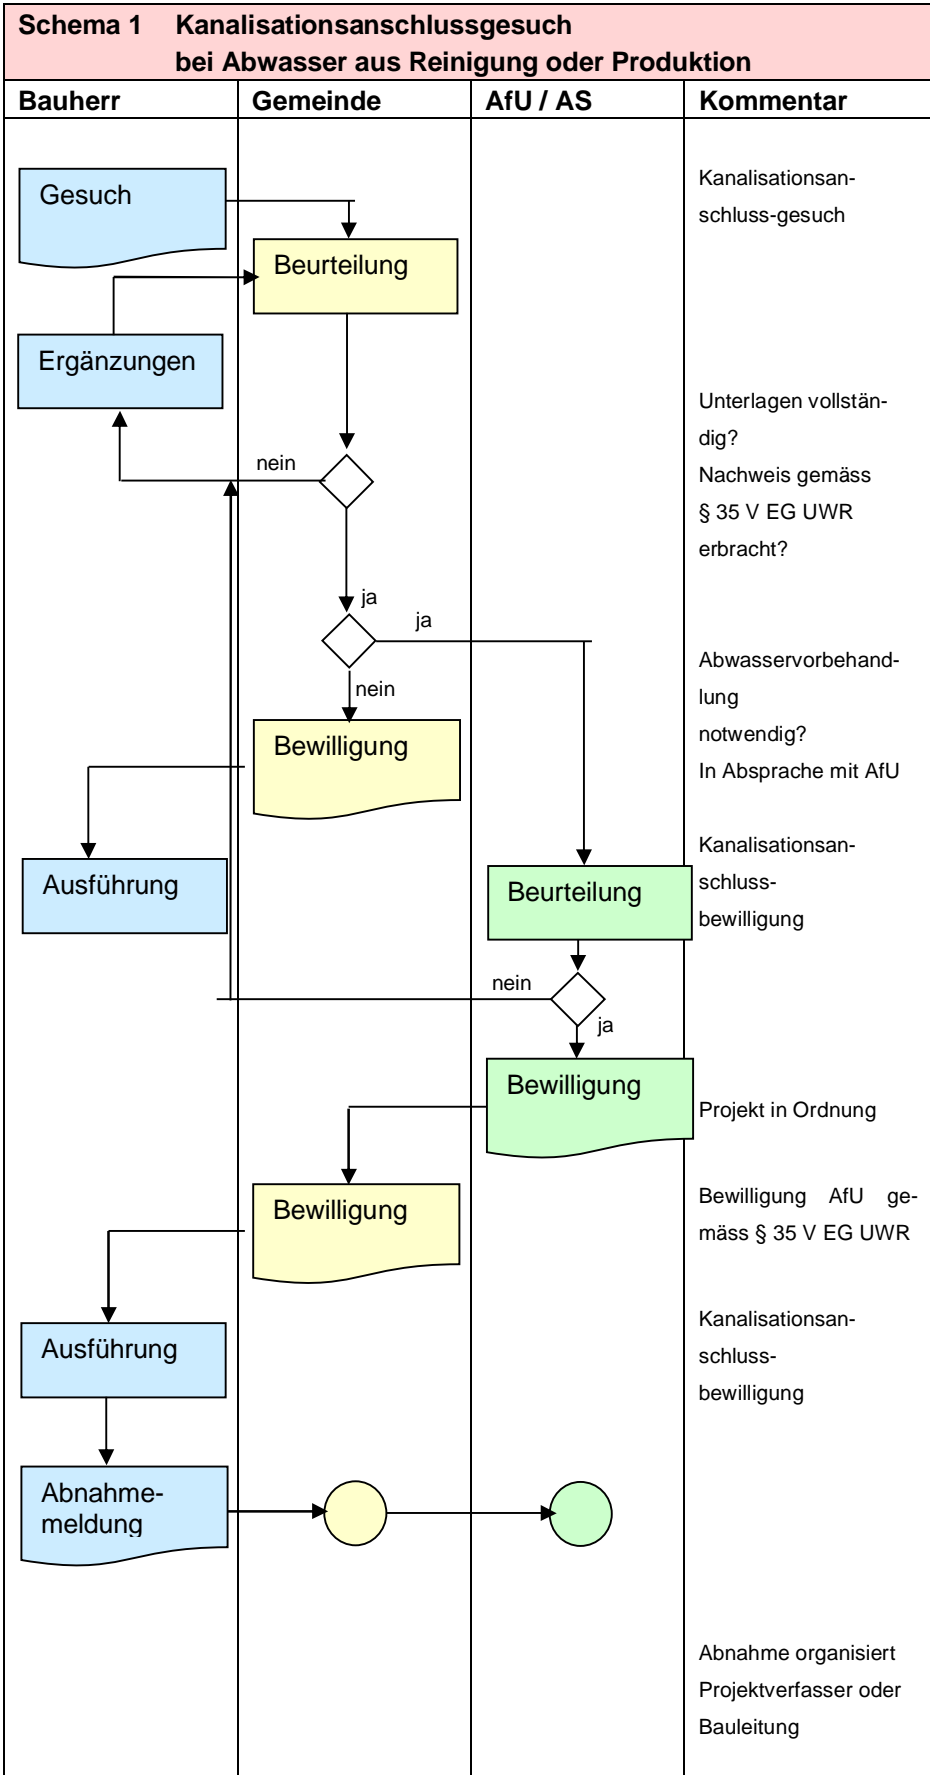 Schema 1 Kanalisationsanschlussgesuch
bei Abwasser aus Reinigung oder Produktion
Bauherr Gemeinde AfU / AS Kommentar
Gesuch
Kanalisationsan-
schluss-gesuch
Beurteilung
Ergänzungen
Unterlagen vollstän-
dig?
nein
Nachweis gemäss
§ 35 V EG UWR
erbracht?
ja
ja
Abwasservorbehand-
lung
nein
notwendig?
Bewilligung
In Absprache mit AfU
Kanalisationsan-
schluss-
bewilligung
Ausführung
Beurteilung
nein
ja
Bewilligung
Projekt in Ordnung
Bewilligung AfU ge-
mäss § 35 V EG UWR
Bewilligung
Kanalisationsan-
schluss-
bewilligung
Ausführung
Abnahme-
meldung
Abnahme organisiert
Projektverfasser oder
Bauleitung